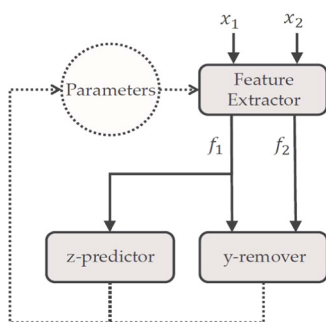 x₁ x₂
Parameters
Feature
Extractor
f₁ f₂
z-predictor y-remover